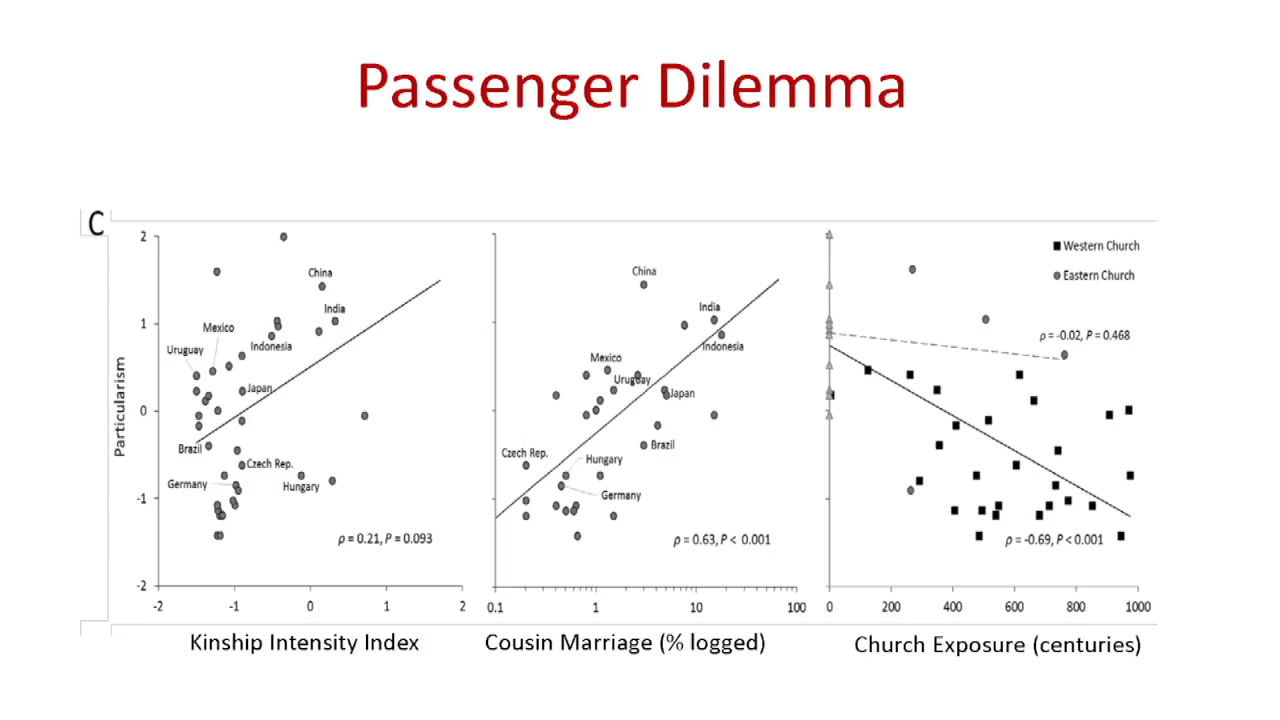 Passenger Dilemma
C
Particularism
2
1
0
-1
-2
China
India
Mexico
Indonesia
Uruguay
Japan
Brazil
Czech Rep.
Germany
Hungary
ρ = 0.21, P = 0.093
-2 -1 0 1 2
Kinship Intensity Index
China
India
Indonesia
Mexico
Uruguay
Japan
Brazil
Czech Rep.
Hungary
Germany
ρ = 0.63, P < 0.001
0.1 1 10 100
Cousin Marriage (% logged)
Western Church
Eastern Church
ρ = -0.02, P = 0.468
ρ = -0.69, P < 0.001
0 200 400 600 800 1000
Church Exposure (centuries)